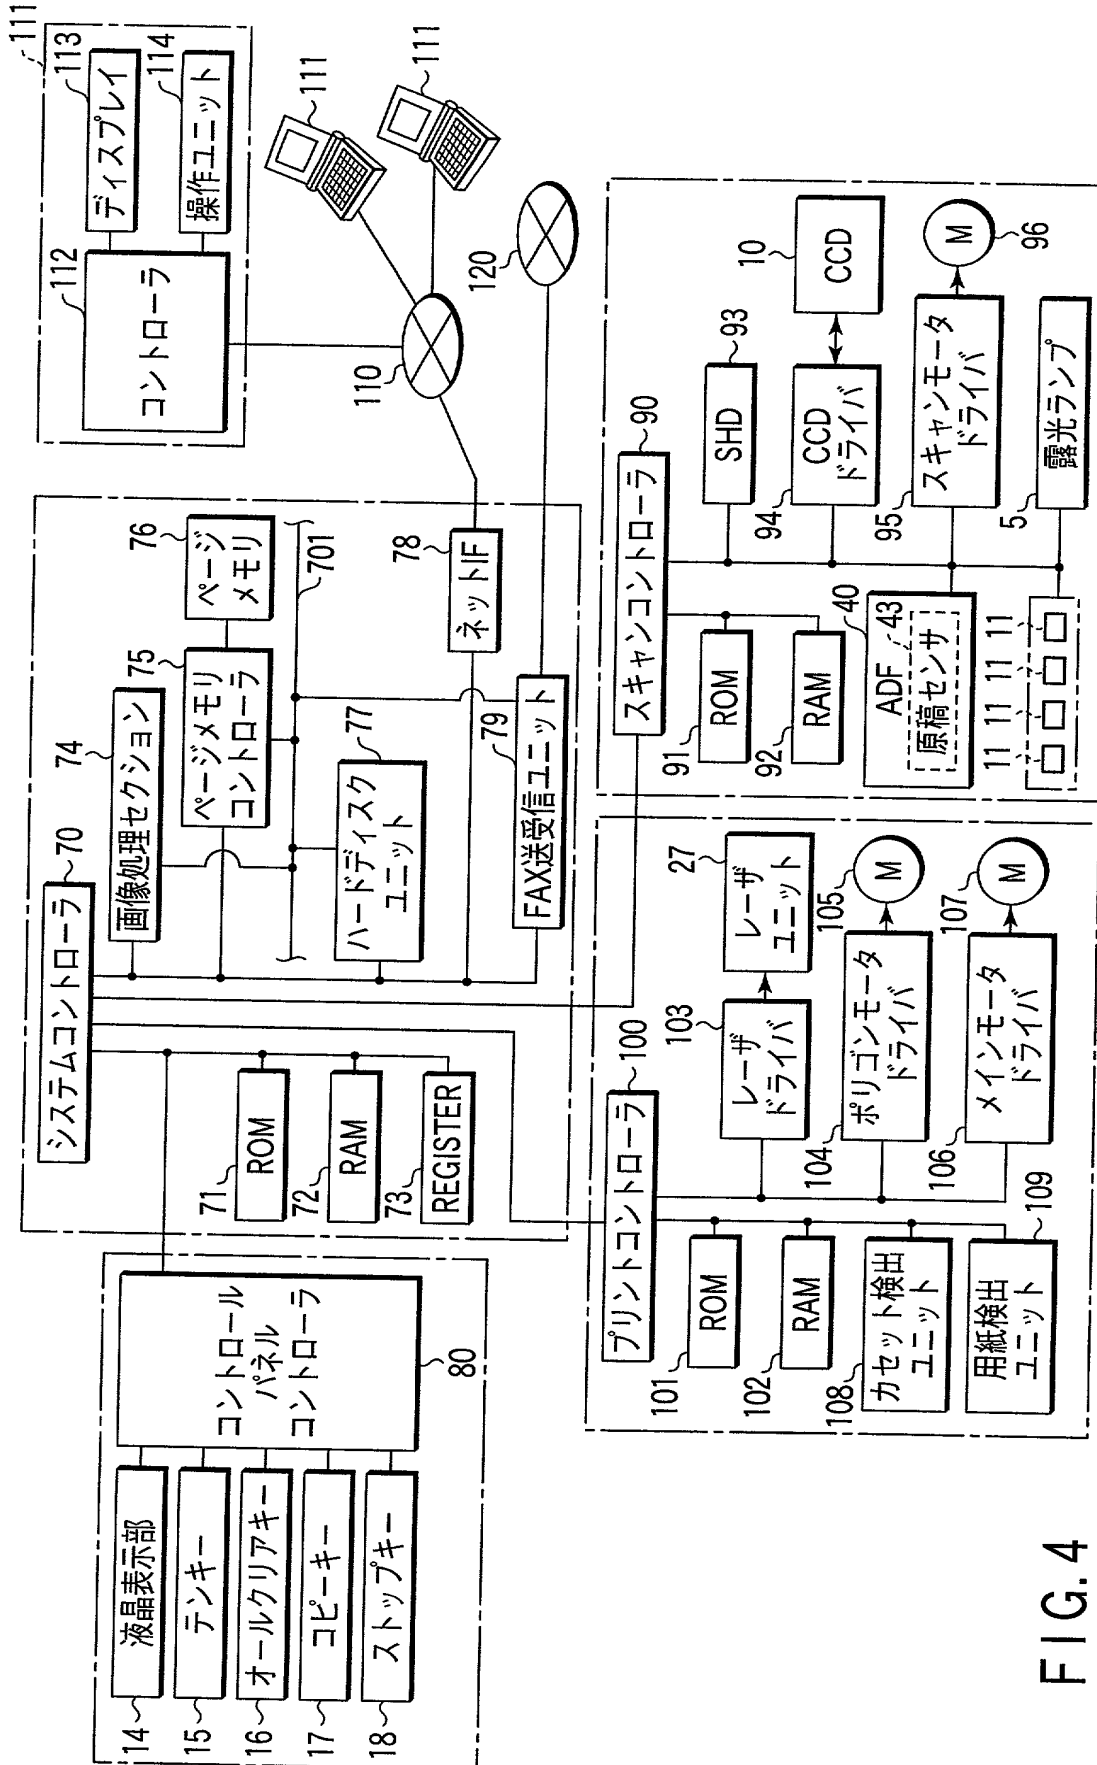 14
液晶表示部
15
テンキー
16
オールクリアキー
17
コピーキー
18
ストップキー
コントロール
パネル
コントローラ
80
システムコントローラ
70
71
ROM
72
RAM
73
REGISTER
画像処理セクション
74
ページメモリ
コントローラ
75
ページ
メモリ
76
701
ハードディスク
ユニット
77
ネットIF
78
FAX送受信ユニット
79
111
コントローラ
112
ディスプレイ
113
操作ユニット
114
110
111
111
120
プリントコントローラ
100
101
ROM
102
RAM
108
カセット検出
ユニット
用紙検出
ユニット
109
レーザ
ドライバ
103
レーザ
ユニット
27
104
ポリゴンモータ
ドライバ
105
M
106
メインモータ
ドライバ
107
M
スキャンコントローラ
90
91
ROM
92
RAM
SHD
93
94
CCD
ドライバ
10
CCD
95
スキャンモータ
ドライバ
M
96
ADF
40
原稿センサ
43
5
露光ランプ
11
11
11
11
FIG. 4